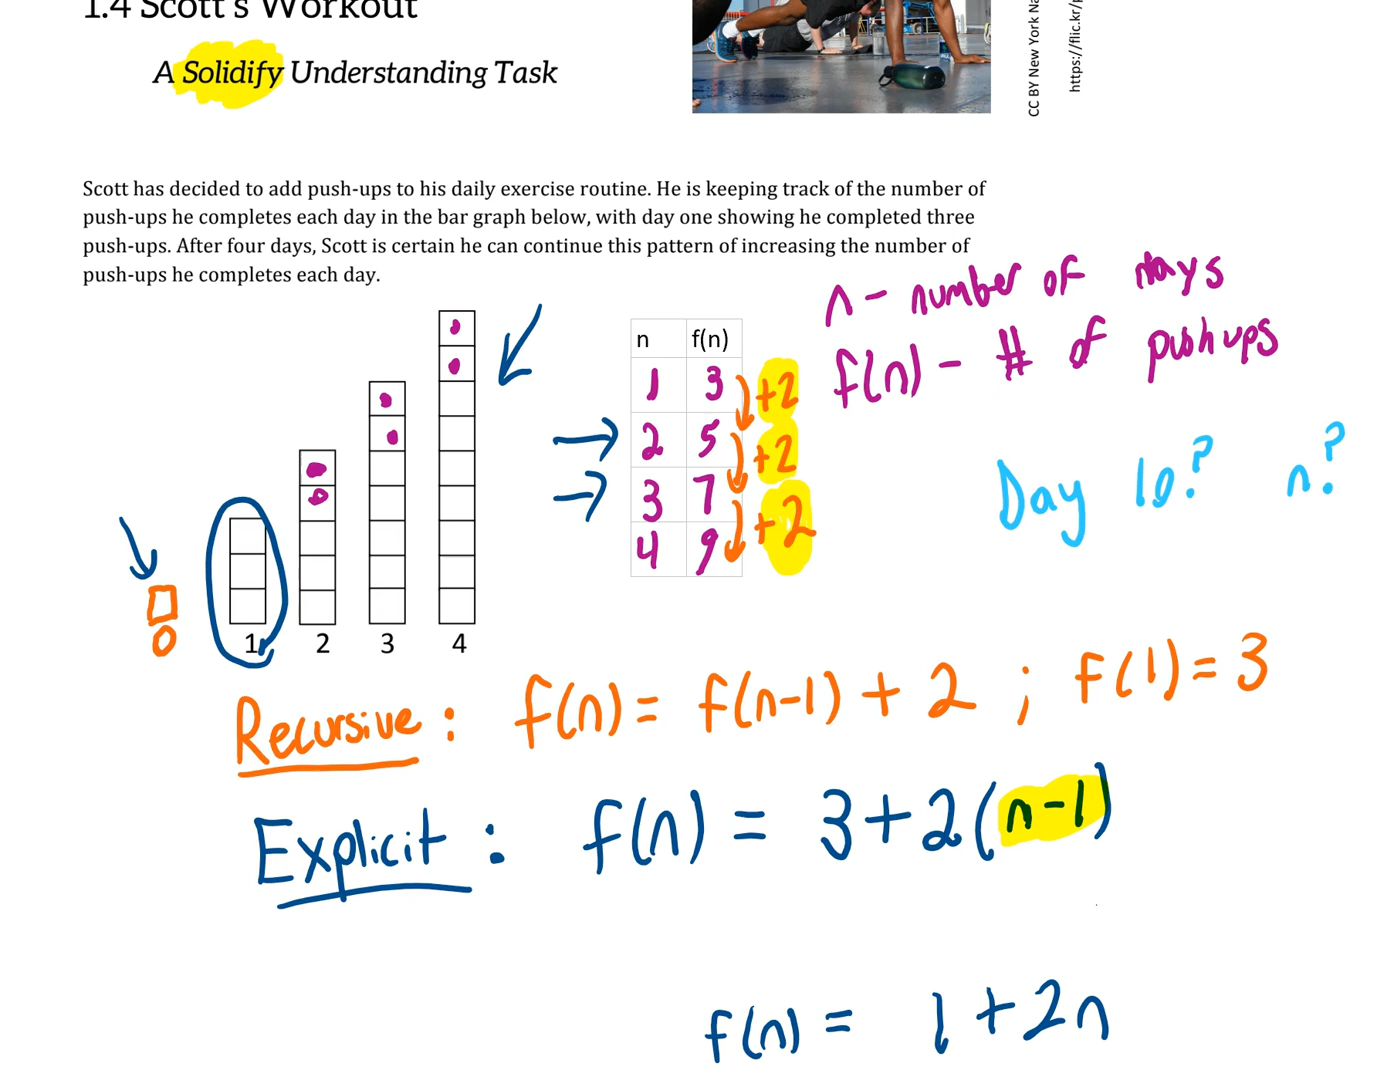 1.4 Scott's Workout
A Solidify Understanding Task
CC BY New York Na
https://flic.kr/p
Scott has decided to add push-ups to his daily exercise routine. He is keeping track of the number of
push-ups he completes each day in the bar graph below, with day one showing he completed three
push-ups. After four days, Scott is certain he can continue this pattern of increasing the number of
push-ups he completes each day.
n - number of days
f(n) - # of pushups
n f(n)
1 3 +2
2 5 +2
3 7 +2
4 9
Day 10? n?
0 1 2 3 4
Recursive: f(n) = f(n-1) + 2 ; f(1) = 3
Explicit: f(n) = 3+2(n-1)
f(n) = 1+2n